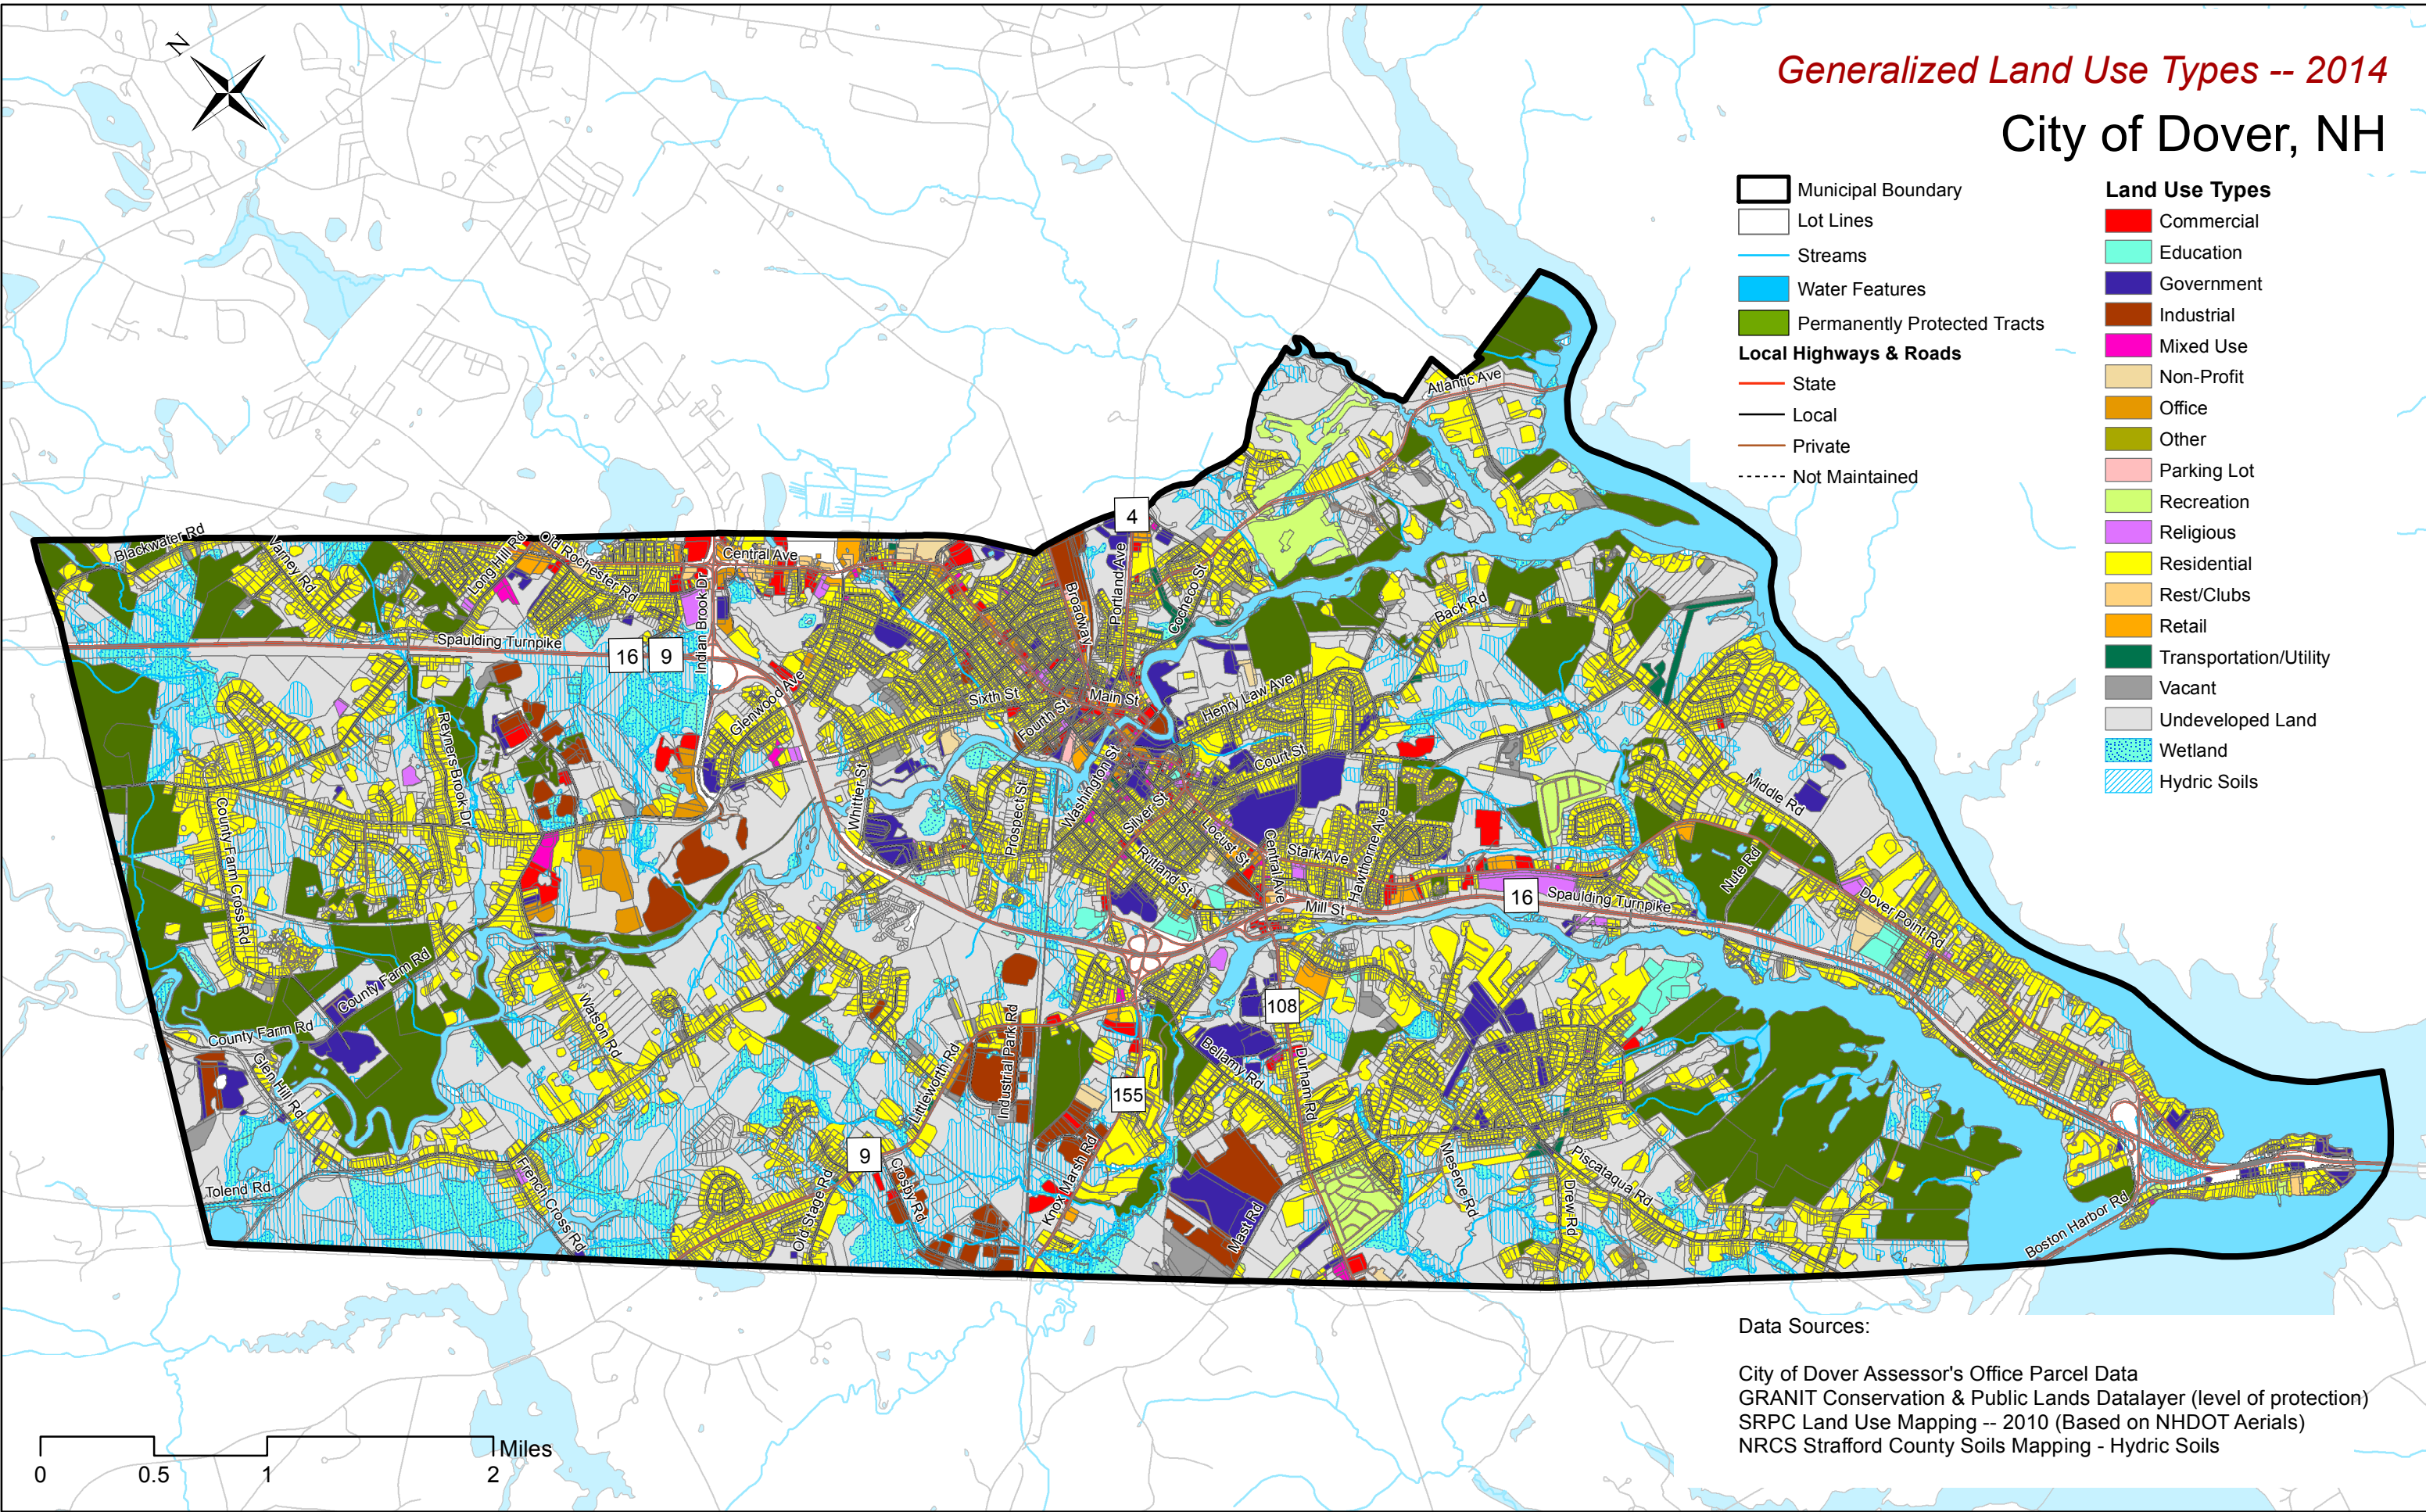 N
Generalized Land Use Types -- 2014
City of Dover, NH
Municipal Boundary
Lot Lines
Streams
Water Features
Permanently Protected Tracts
Local Highways & Roads
State
Local
Private
Not Maintained
Land Use Types
Commercial
Education
Government
Industrial
Mixed Use
Non-Profit
Office
Other
Parking Lot
Recreation
Religious
Residential
Rest/Clubs
Retail
Transportation/Utility
Vacant
Undeveloped Land
Wetland
Hydric Soils
Atlantic Ave
4
Blackwater Rd
Varney Rd
Long Hill Rd
Old Rochester Rd
Central Ave
Indian Brook Dr
Broadway
Portland Ave
Cocheco St
Back Rd
Spaulding Turnpike
16
9
Glenwood Ave
Sixth St
Fourth St
Main St
Henry Law Ave
Court St
Reyners Brook Dr
Whittier St
Prospect St
Washington St
Silver St
Locust St
Central Ave
Stark Ave
Hawthorne Ave
Rutland St
Mill St
16
Spaulding Turnpike
Middle Rd
Nute Rd
Dover Point Rd
County Farm Cross Rd
County Farm Rd
County Farm Rd
Glen Hill Rd
Watson Rd
Littleworth Rd
Industrial Park Rd
155
108
Bellamy Rd
Durham Rd
9
Tolend Rd
French Cross Rd
Old Stage Rd
Crosby Rd
Knox Marsh Rd
Mast Rd
Meserve Rd
Drew Rd
Piscataqua Rd
Boston Harbor Rd
Data Sources:
City of Dover Assessor's Office Parcel Data
GRANIT Conservation & Public Lands Datalayer (level of protection)
SRPC Land Use Mapping -- 2010 (Based on NHDOT Aerials)
NRCS Strafford County Soils Mapping - Hydric Soils
Miles
0 0.5 1 2